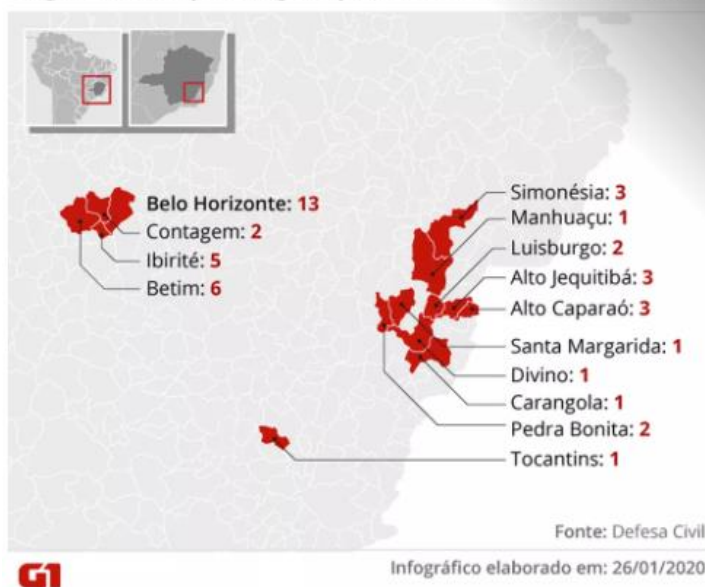 Belo Horizonte: 13
Contagem: 2
Ibirité: 5
Betim: 6
Simonésia: 3
Manhuaçu: 1
Luisburgo: 2
Alto Jequitibá: 3
Alto Caparaó: 3
Santa Margarida: 1
Divino: 1
Carangola: 1
Pedra Bonita: 2
Tocantins: 1
Fonte: Defesa Civil
G1
Infográfico elaborado em: 26/01/2020